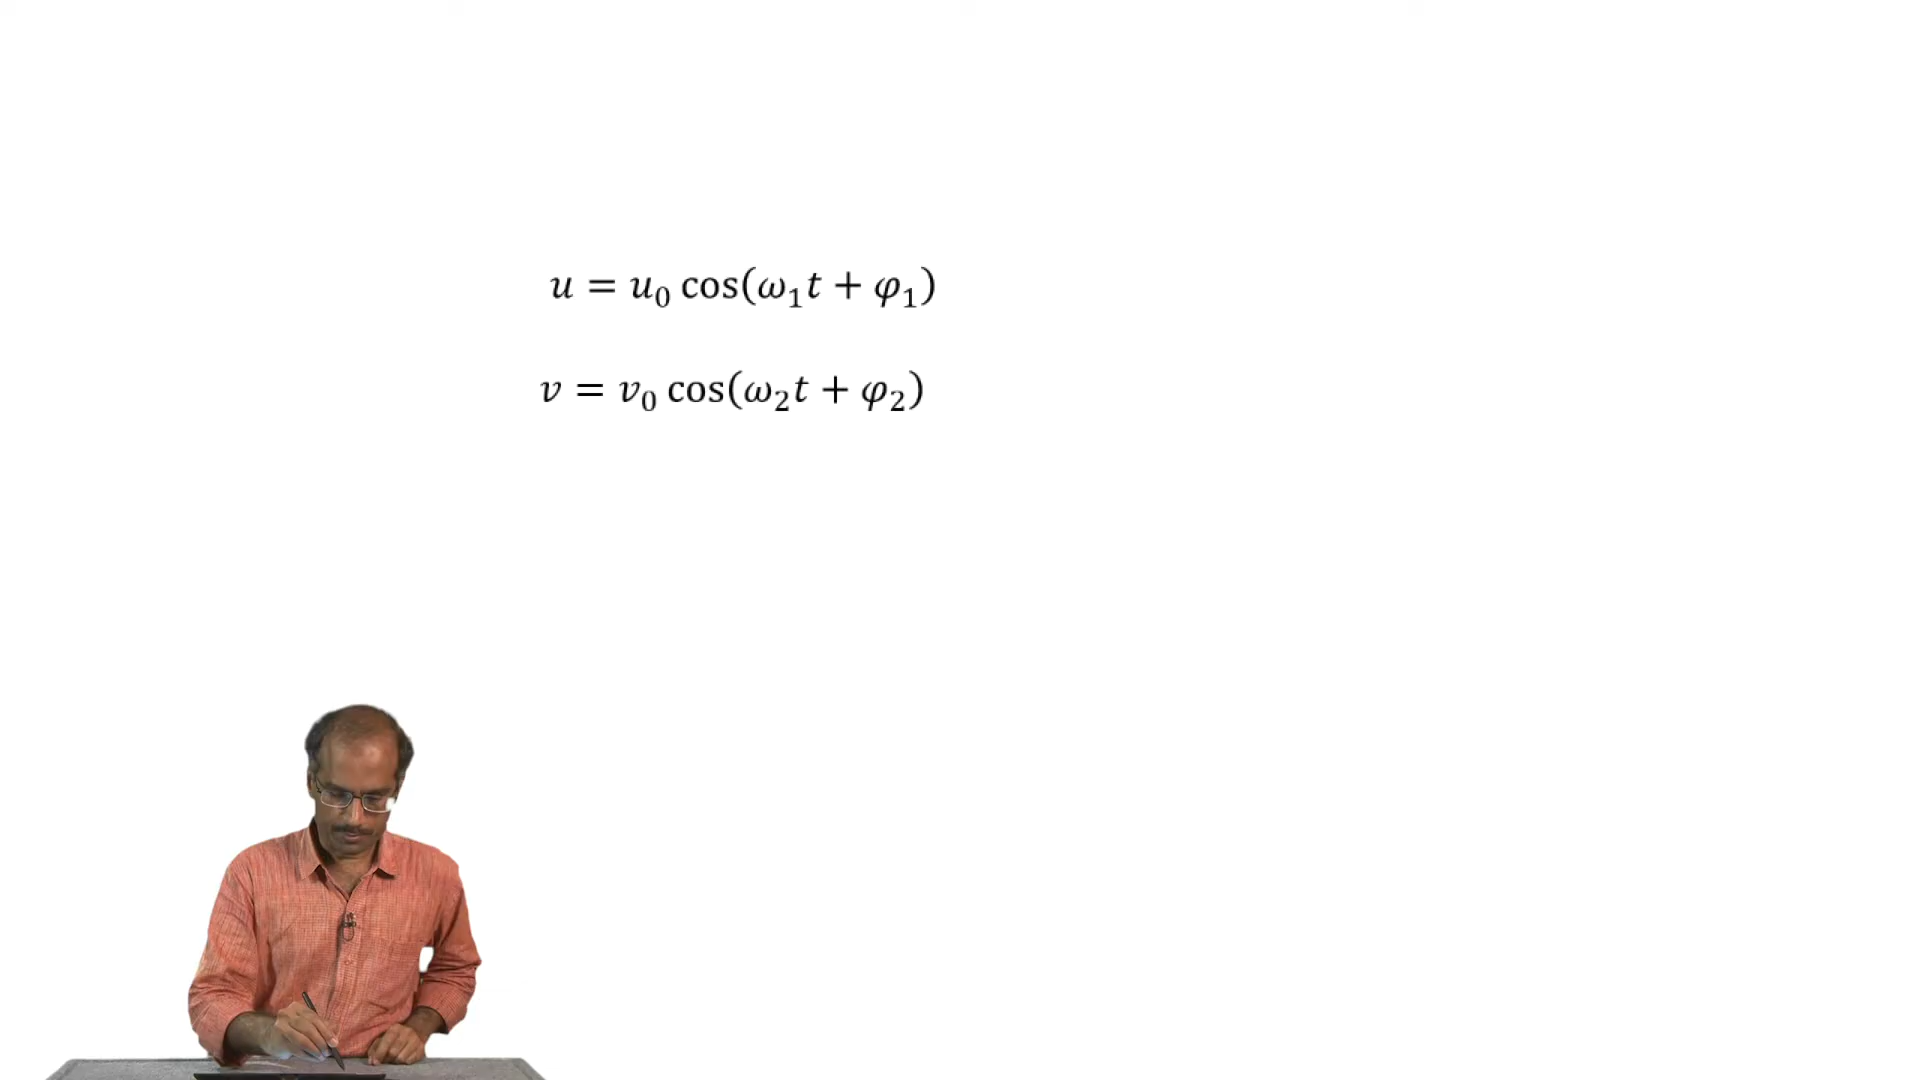 u = u₀ cos(ω₁t + φ₁)
v = v₀ cos(ω₂t + φ₂)